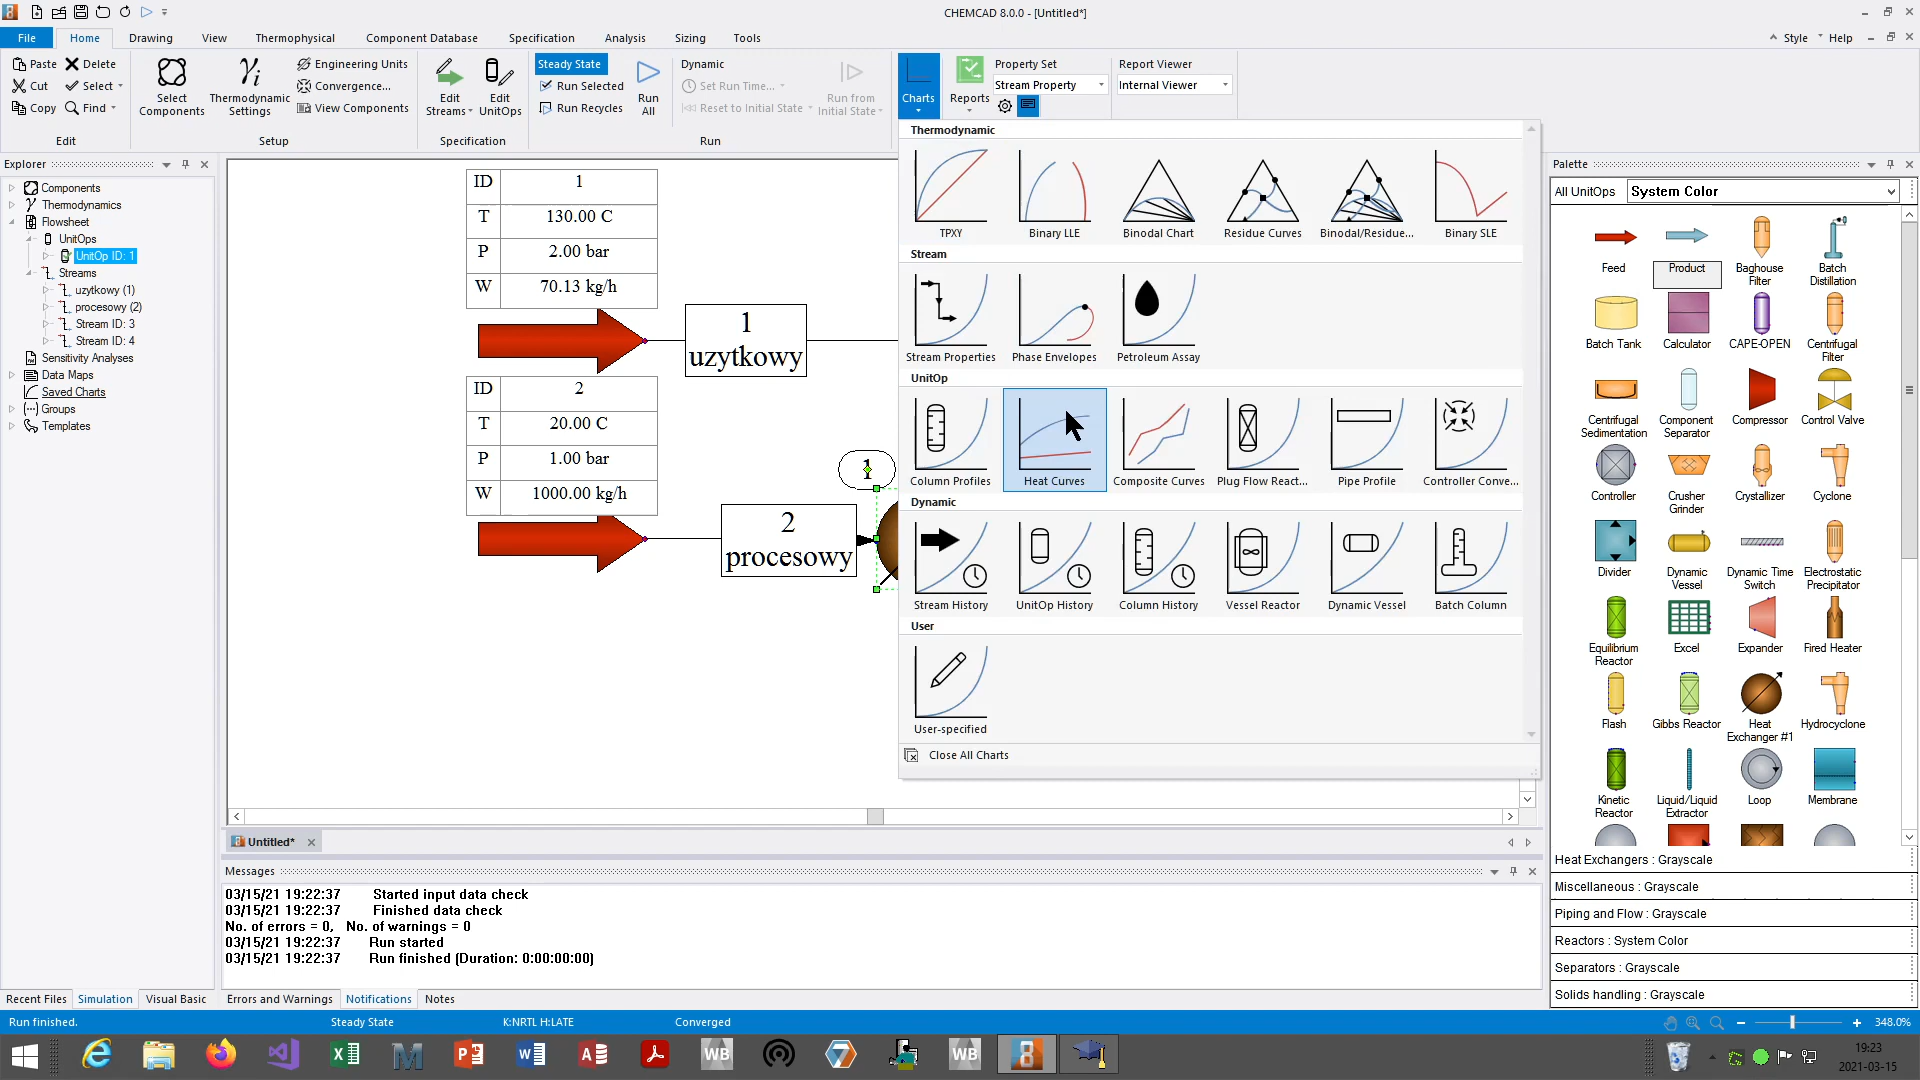 CHEMCAD 8.0.0 - [Untitled*]
File Home Drawing View Thermophysical Component Database Specification Analysis Sizing Tools Style Help
Paste Delete
Cut Select
Copy Find
Edit
Select Components
Thermodynamic Settings
Engineering Units
Convergence...
View Components
Setup
Edit Streams
Edit UnitOps
Specification
Steady State
Run Selected
Run Recycles
Run All
Dynamic
Set Run Time...
Reset to Initial State
Run from Initial State
Run
Charts
Reports
Property Set
Stream Property
Report Viewer
Internal Viewer
Explorer
Components
Thermodynamics
Flowsheet
UnitOps
UnitOp ID: 1
Streams
uzytkowy (1)
procesowy (2)
Stream ID: 3
Stream ID: 4
Sensitivity Analyses
Data Maps
Saved Charts
Groups
Templates
ID 1
T 130.00 C
P 2.00 bar
W 70.13 kg/h
1
uzytkowy
ID 2
T 20.00 C
P 1.00 bar
W 1000.00 kg/h
2
procesowy
1
Thermodynamic
TPXY Binary LLE Binodal Chart Residue Curves Binodal/Residue... Binary SLE
Stream
Stream Properties Phase Envelopes Petroleum Assay
UnitOp
Column Profiles Heat Curves Composite Curves Plug Flow React... Pipe Profile Controller Conve...
Dynamic
Stream History UnitOp History Column History Vessel Reactor Dynamic Vessel Batch Column
User
User-specified
Close All Charts
Palette
All UnitOps System Color
Feed Product Baghouse Filter Batch Distillation
Batch Tank Calculator CAPE-OPEN Centrifugal Filter
Centrifugal Sedimentation Component Separator Compressor Control Valve
Controller Crusher Grinder Crystallizer Cyclone
Divider Dynamic Vessel Dynamic Time Switch Electrostatic Precipitator
Equilibrium Reactor Excel Expander Fired Heater
Flash Gibbs Reactor Heat Exchanger #1 Hydrocyclone
Kinetic Reactor Liquid/Liquid Extractor Loop Membrane
Heat Exchangers : Grayscale
Miscellaneous : Grayscale
Piping and Flow : Grayscale
Reactors : System Color
Separators : Grayscale
Solids handling : Grayscale
Untitled*
Messages
03/15/21 19:22:37 Started input data check
03/15/21 19:22:37 Finished data check
No. of errors = 0, No. of warnings = 0
03/15/21 19:22:37 Run started
03/15/21 19:22:37 Run finished (Duration: 0:00:00:00)
Recent Files Simulation Visual Basic Errors and Warnings Notifications Notes
Run finished. Steady State K:NRTL H:LATE Converged 348.0%
WB WB
19:23
2021-03-15